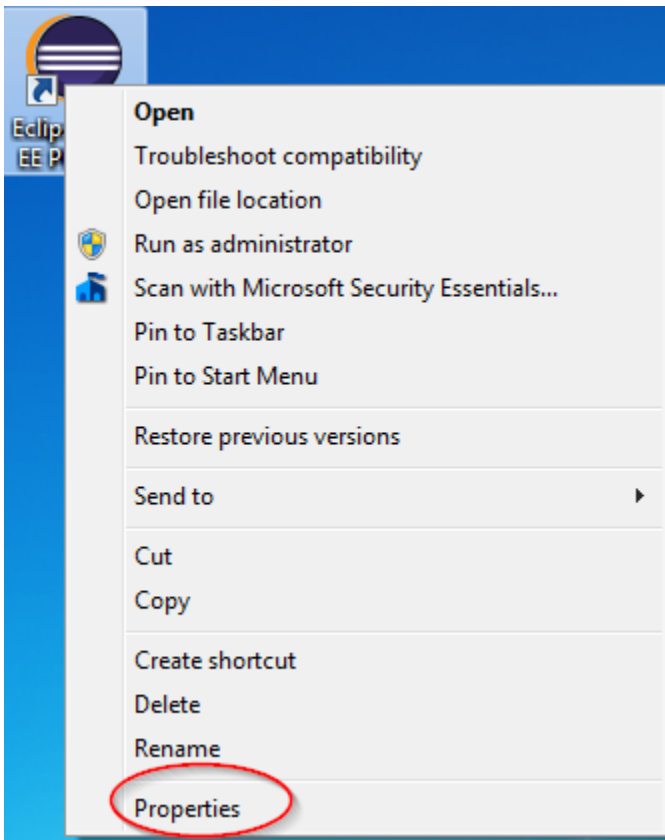 Eclip
EE P
Open
Troubleshoot compatibility
Open file location
Run as administrator
Scan with Microsoft Security Essentials...
Pin to Taskbar
Pin to Start Menu
Restore previous versions
Send to
Cut
Copy
Create shortcut
Delete
Rename
Properties